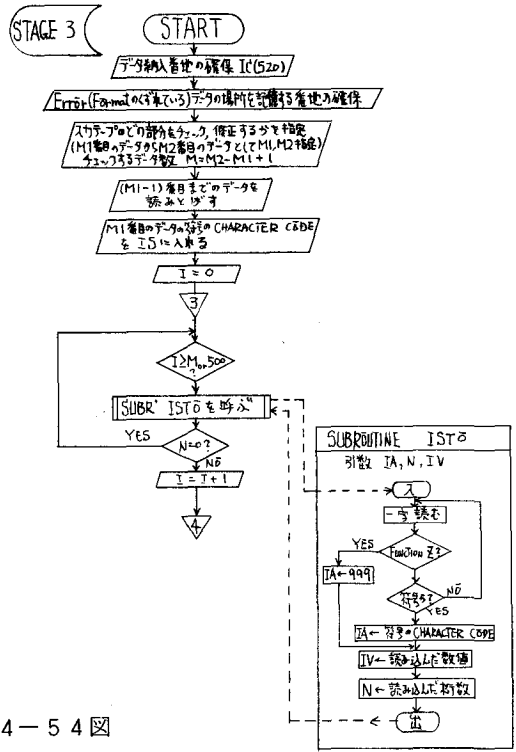 STAGE 3
START
データ納入番地の確保 IC(520)
Error(Formatのくずれている)データの場所を記憶する番地の確保
入力テープのどの部分をチェック,修正するかを指定
(M1番目のデータからM2番目のデータとしてM1,M2指定)
チェックするデータ数 M=M2-M1+1
(M1-1)番目までのデータを
読みとばす
M1番目のデータの符号のCHARACTER CŌDE
を ISに入れる
I=0
3
I≥M or 500
?
SUBR' ISTŌ を呼ぶ
YES
N=0?
NŌ
I=I+1
4
SUBRŌUTINE ISTŌ
引数 IA, N, IV
入
一字読む
YES
FUNCTIŌN Z?
IA←999
符号?
NŌ
YES
IA←符号のCHARACTER CŌDE
IV←読み込んだ数値
N←読み込んだ桁数
出
4-54図